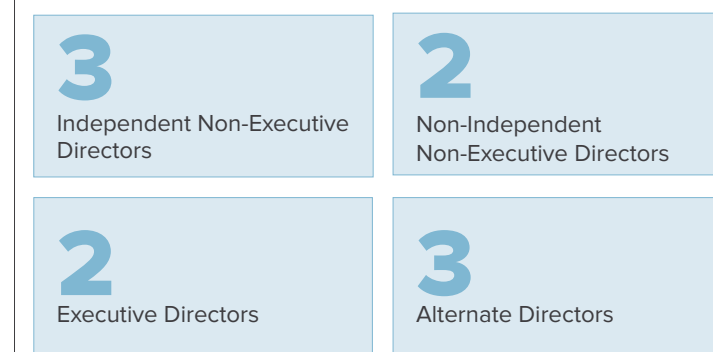 3
Independent Non-Executive
Directors
2
Non-Independent
Non-Executive Directors
2
Executive Directors
3
Alternate Directors